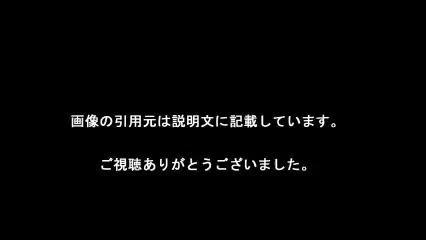 画像の引用元は説明文に記載しています。
ご視聴ありがとうございました。